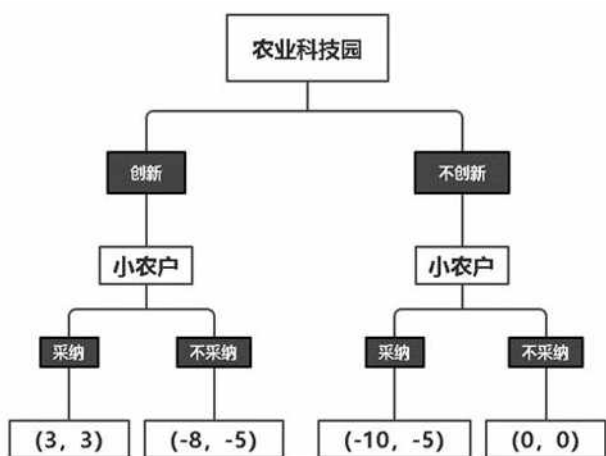 农业科技园
创新
不创新
小农户
小农户
采纳
不采纳
采纳
不采纳
(3, 3)
(-8, -5)
(-10, -5)
(0, 0)